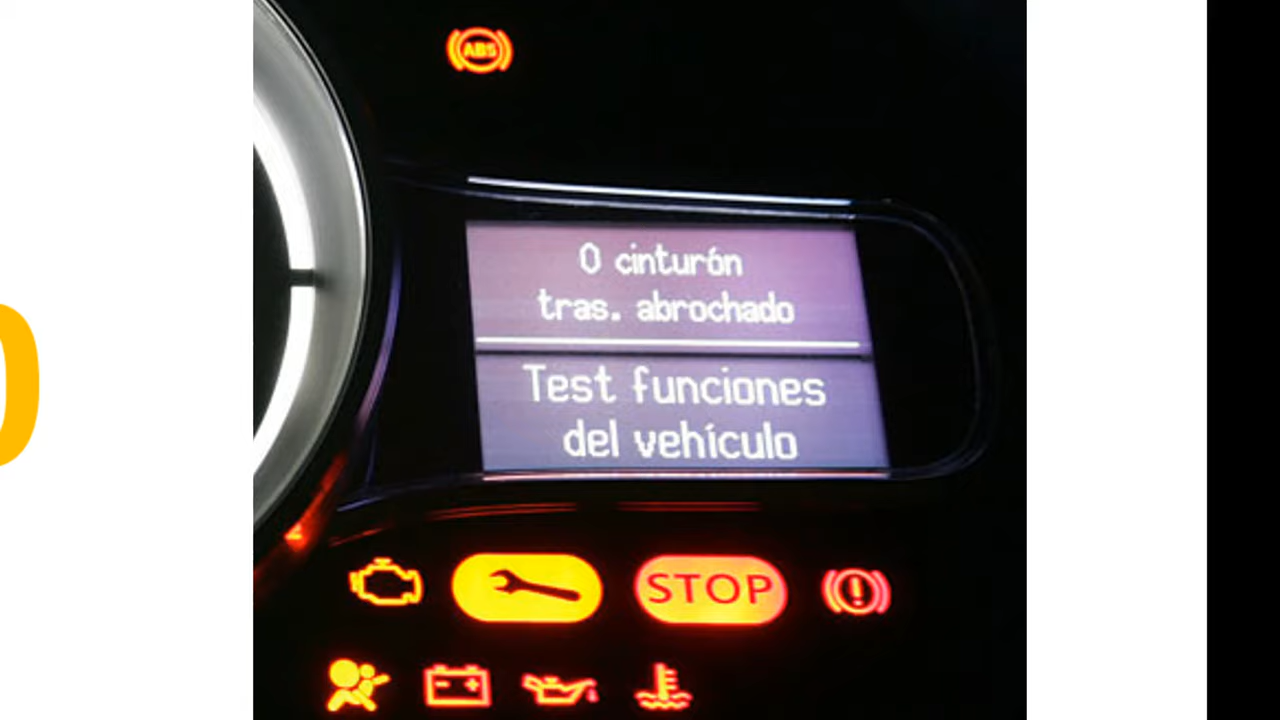 ABS
0 cinturón
tras. abrochado
Test funciones
del vehículo
STOP